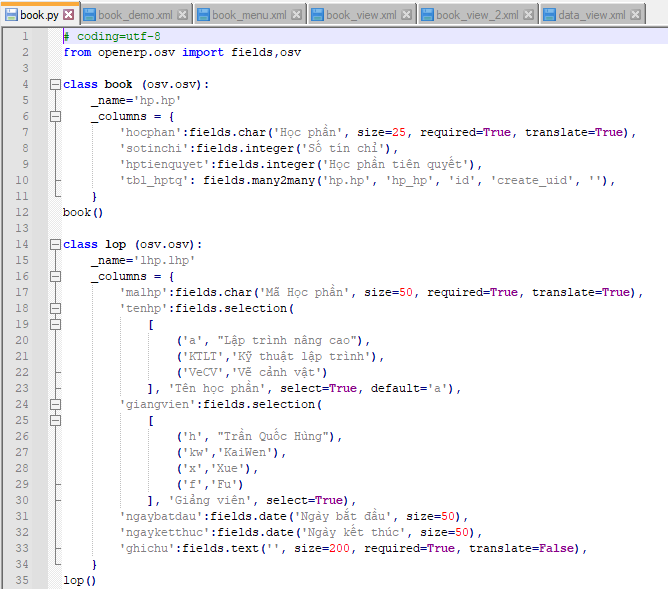 book.py book_demo.xml book_menu.xml book_view.xml book_view_2.xml data_view.xml
1 # coding=utf-8
2 from openerp.osv import fields,osv
3
4 class book (osv.osv):
5     _name='hp.hp'
6     _columns = {
7         'hocphan':fields.char('Học phần', size=25, required=True, translate=True),
8         'sotinchi':fields.integer('Số tín chỉ'),
9         'hptienquyet':fields.integer('Học phần tiên quyết'),
10         'tbl_hptq': fields.many2many('hp.hp', 'hp_hp', 'id', 'create_uid', ''),
11     }
12 book()
13
14 class lop (osv.osv):
15     _name='lhp.lhp'
16     _columns = {
17         'malhp':fields.char('Mã Học phần', size=50, required=True, translate=True),
18         'tenhp':fields.selection(
19             [
20                 ('a', "Lập trình nâng cao"),
21                 ('KTLT','Kỹ thuật lập trình'),
22                 ('VeCV','Vẽ cảnh vật')
23             ], 'Tên học phần', select=True, default='a'),
24         'giangvien':fields.selection(
25             [
26                 ('h', "Trần Quốc Hùng"),
27                 ('kw','KaiWen'),
28                 ('x','Xue'),
29                 ('f','Fu')
30             ], 'Giảng viên', select=True),
31         'ngaybatdau':fields.date('Ngày bắt đầu', size=50),
32         'ngayketthuc':fields.date('Ngày kết thúc', size=50),
33         'ghichu':fields.text('', size=200, required=True, translate=False),
34     }
35 lop()